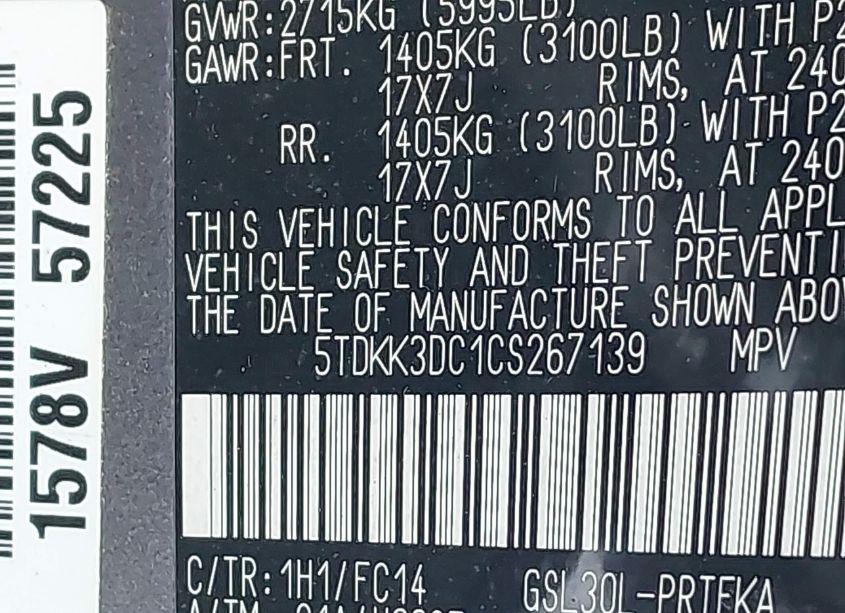 GVWR:2715KG (5995LB)
GAWR:FRT. 1405KG (3100LB) WITH P2
17X7J RIMS, AT 240
RR. 1405KG (3100LB) WITH P2
17X7J RIMS, AT 240
THIS VEHICLE CONFORMS TO ALL APPL
VEHICLE SAFETY AND THEFT PREVENTI
THE DATE OF MANUFACTURE SHOWN ABO
5TDKK3DC1CS267139 MPV
C/TR:1H1/FC14 GSL30L-PRTEKA
1578V 57225